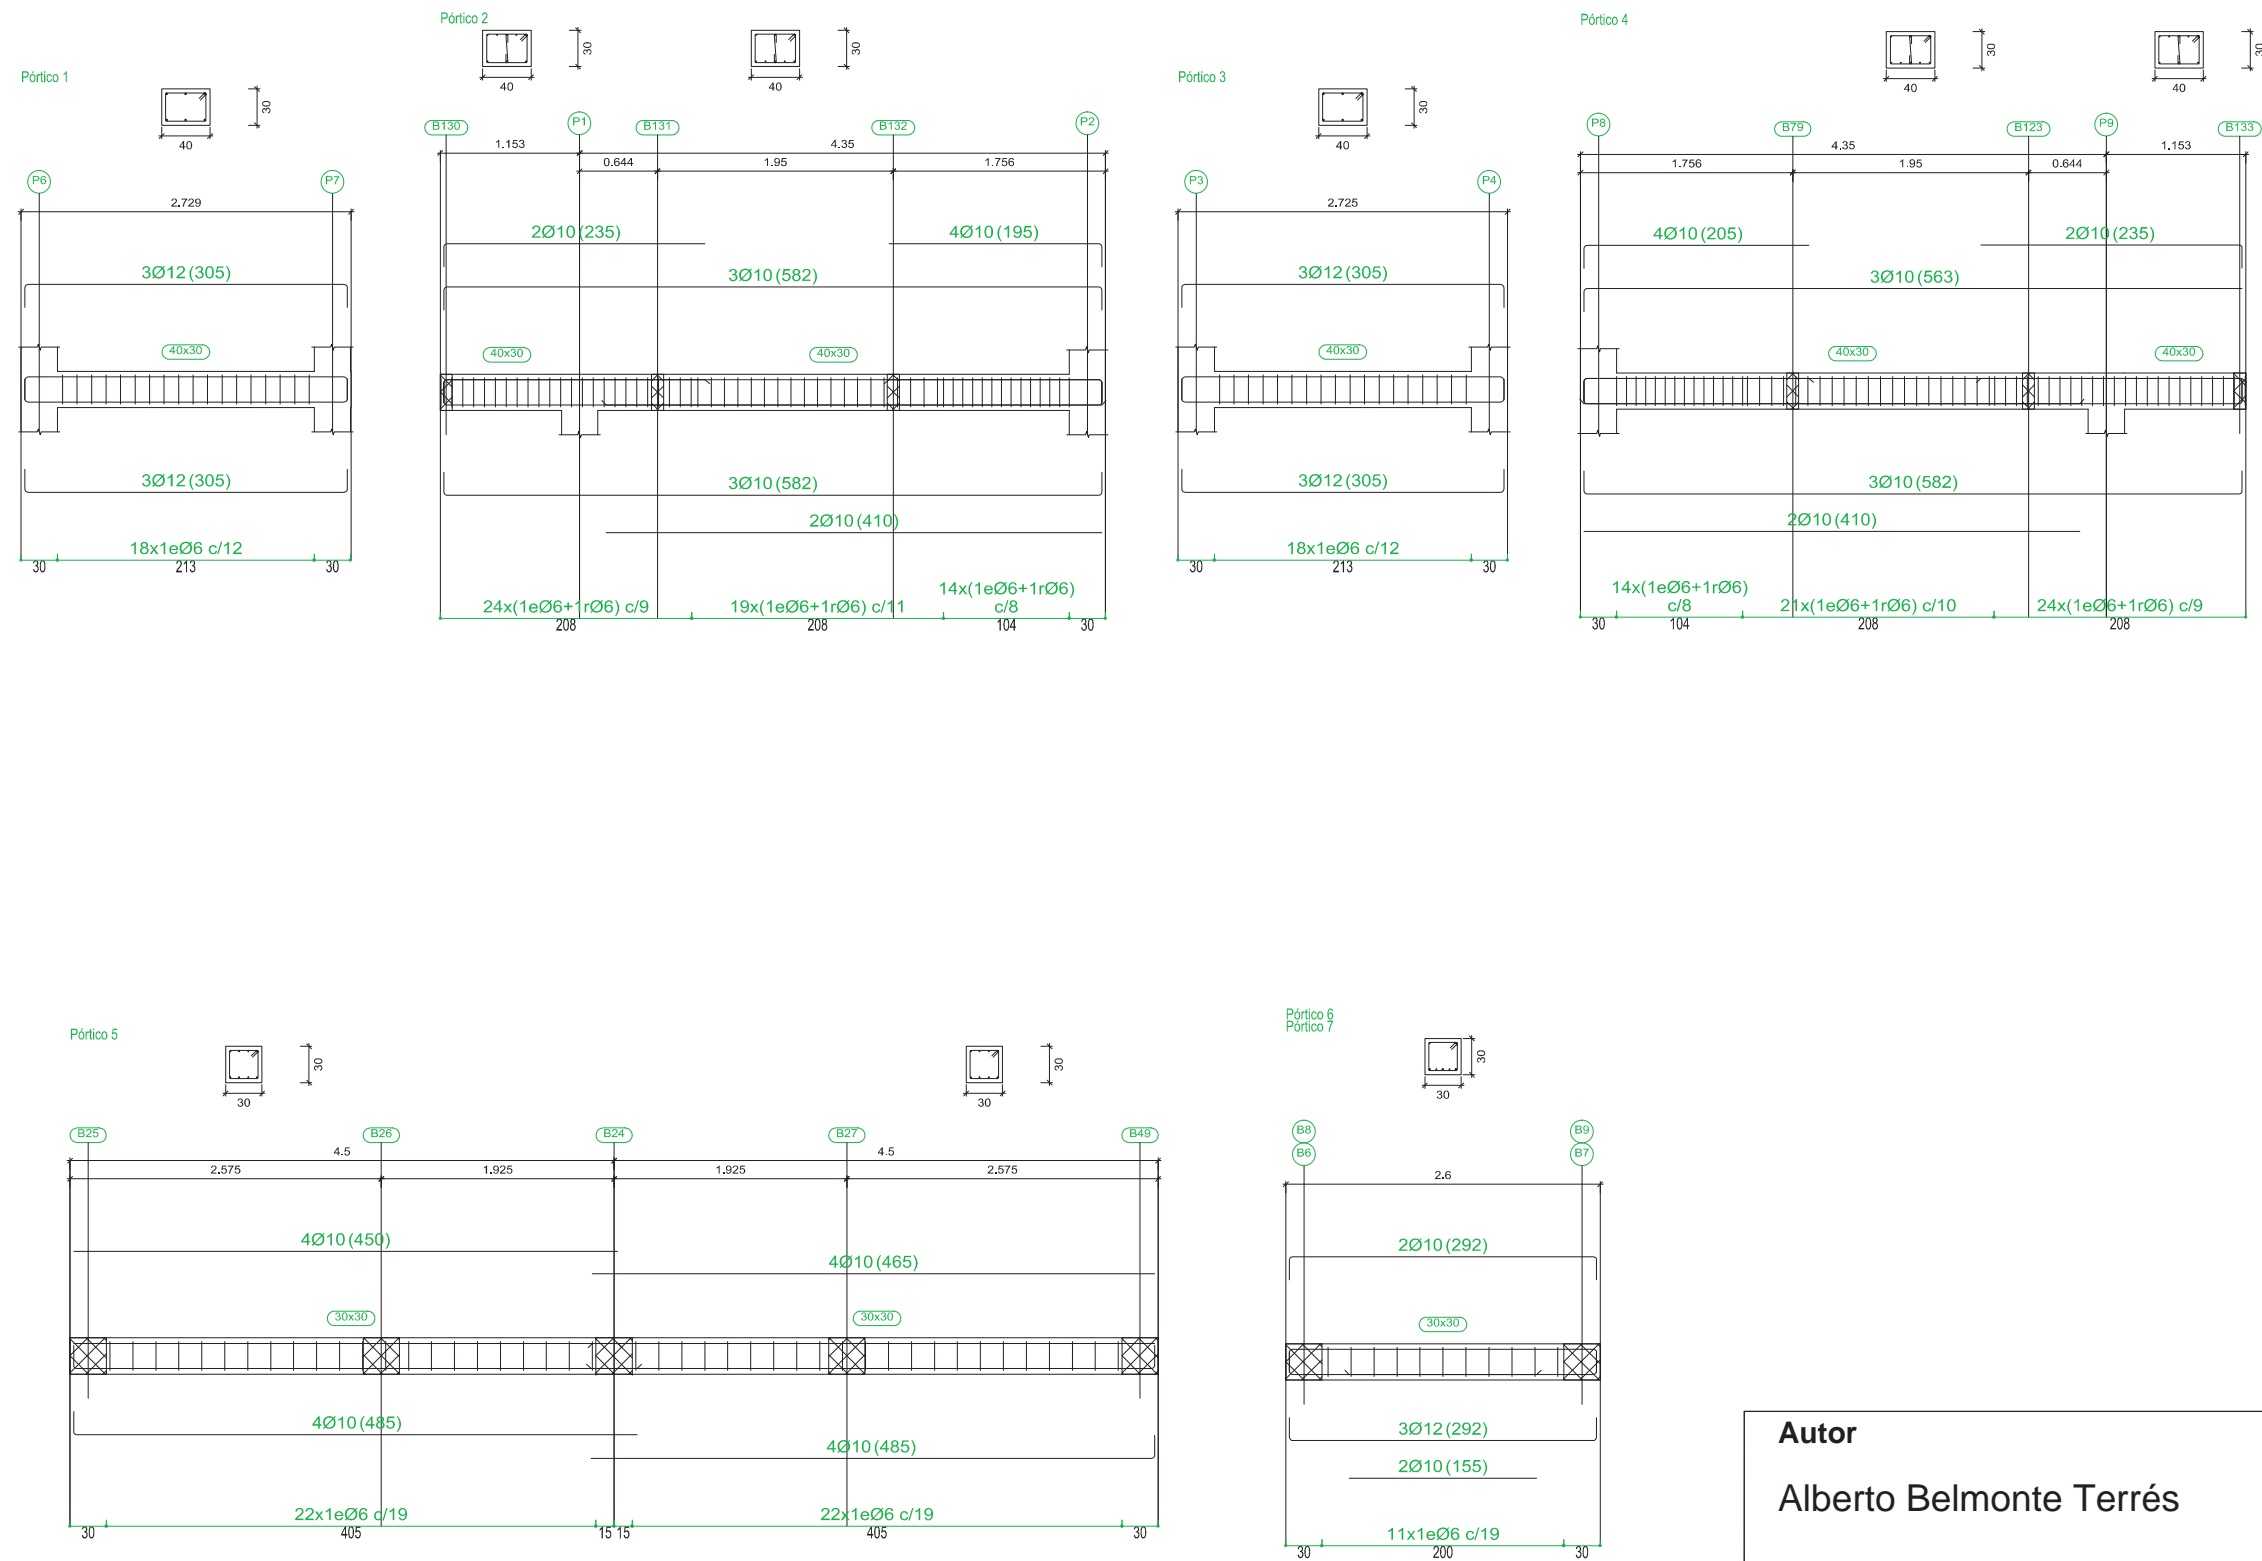 Pórtico 1
40
30
P6
P7
2.729
3Ø12 (305)
40x30
3Ø12 (305)
18x1eØ6 c/12
30
213
30
Pórtico 2
40
30
40
30
B130
P1
B131
B132
P2
1.153
4.35
0.644
1.95
1.756
2Ø10 (235)
4Ø10 (195)
3Ø10 (582)
40x30
40x30
3Ø10 (582)
2Ø10 (410)
24x(1eØ6+1rØ6) c/9
19x(1eØ6+1rØ6) c/11
14x(1eØ6+1rØ6)
c/8
208
208
104
30
Pórtico 3
40
30
P3
P4
2.725
3Ø12 (305)
40x30
3Ø12 (305)
18x1eØ6 c/12
30
213
30
Pórtico 4
40
30
40
30
P8
B79
B123
P9
B133
4.35
1.153
1.756
1.95
0.644
4Ø10 (205)
2Ø10 (235)
3Ø10 (563)
40x30
40x30
3Ø10 (582)
2Ø10 (410)
14x(1eØ6+1rØ6)
c/8
21x(1eØ6+1rØ6) c/10
24x(1eØ6+1rØ6) c/9
30
104
208
208
Pórtico 5
30
30
30
30
B25
B26
B24
B27
B49
4.5
4.5
2.575
1.925
1.925
2.575
4Ø10 (450)
4Ø10 (465)
30x30
30x30
4Ø10 (485)
4Ø10 (485)
22x1eØ6 c/19
22x1eØ6 c/19
30
405
15
15
405
30
Pórtico 6
Pórtico 7
30
30
B8
B9
B6
B7
2.6
2Ø10 (292)
30x30
3Ø12 (292)
2Ø10 (155)
11x1eØ6 c/19
30
200
30
Autor
Alberto Belmonte Terrés